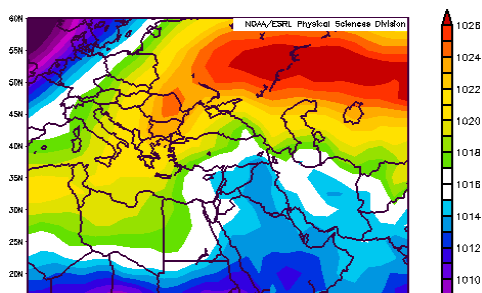 NOAA/ESRL Physical Sciences Division
60N
55N
50N
45N
40N
35N
30N
25N
20N
1026
1024
1022
1020
1018
1016
1014
1012
1010